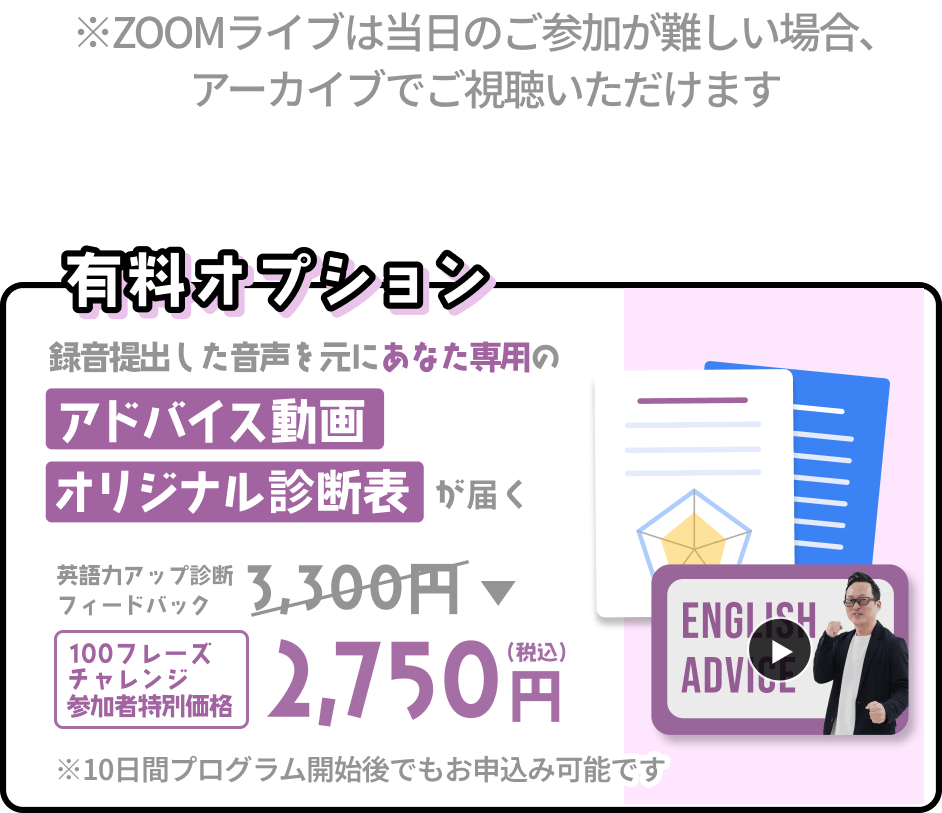 ※ZOOMライブは当日のご参加が難しい場合、
アーカイブでご視聴いただけます
有料オプション
録音提出した音声を元にあなた専用の
アドバイス動画
オリジナル診断表が届く
英語力アップ診断
フィードバック
3,300円▼
100フレーズ
チャレンジ
参加者特別価格
2,750円(税込)
※10日間プログラム開始後でもお申込み可能です
ENGLISH
ADVICE